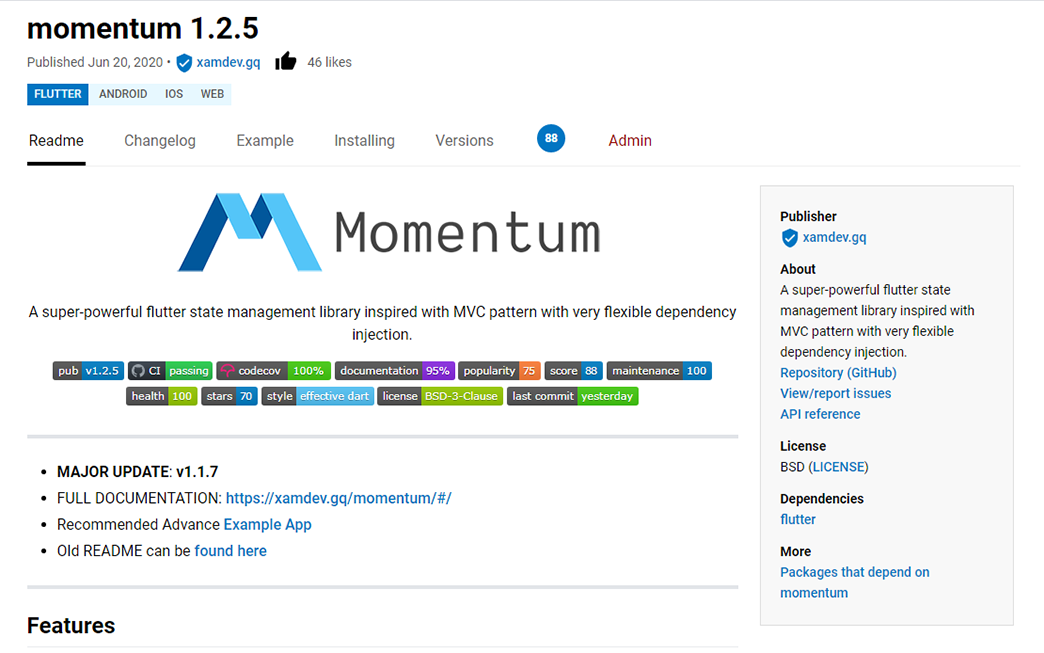 momentum 1.2.5
Published Jun 20, 2020 • xamdev.gq 46 likes
FLUTTER ANDROID IOS WEB
Readme Changelog Example Installing Versions 88 Admin
Momentum
A super-powerful flutter state management library inspired with MVC pattern with very flexible dependency
injection.
pub v1.2.5 CI passing codecov 100% documentation 95% popularity 75 score 88 maintenance 100
health 100 stars 70 style effective dart license BSD-3-Clause last commit yesterday
• MAJOR UPDATE: v1.1.7
• FULL DOCUMENTATION: https://xamdev.gq/momentum/#/
• Recommended Advance Example App
• Old README can be found here
Features
Publisher
xamdev.gq
About
A super-powerful flutter state
management library inspired with
MVC pattern with very flexible
dependency injection.
Repository (GitHub)
View/report issues
API reference
License
BSD (LICENSE)
Dependencies
flutter
More
Packages that depend on
momentum